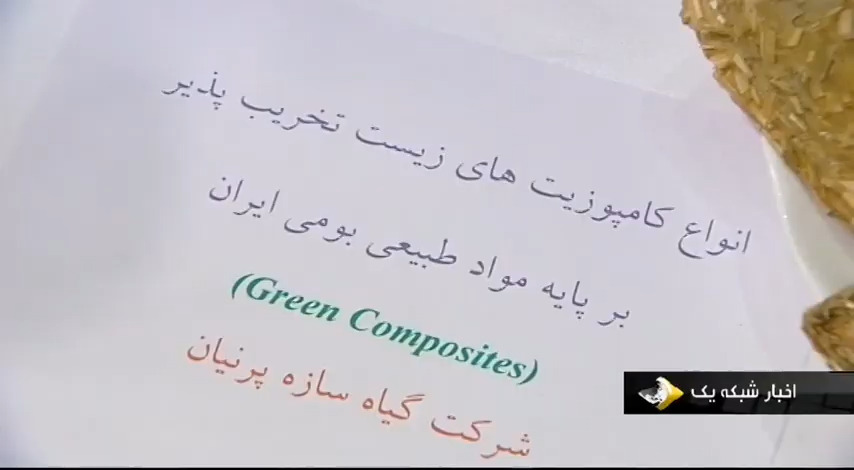 انواع کامپوزیت های زیست تخریب پذیر
بر پایه مواد طبیعی بومی ایران
(Green Composites)
شرکت گیاه سازه پرنیان
اخبار شبکه یک